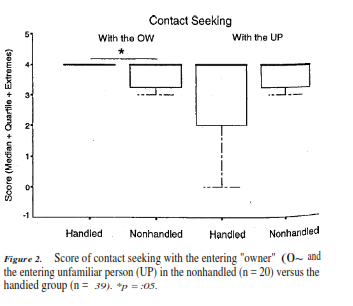 Contact Seeking
With the OW
With the UP
*
Score (Median + Quartile + Extremes)
5
4
3
2
1
0
-1
Handled Nonhandled Handled Nonhandled
Figure 2. Score of contact seeking with the entering "owner" (O~ and
the entering unfamiliar person (UP) in the nonhandled (n = 20) versus the
handied group (n = 39). *p = :05.